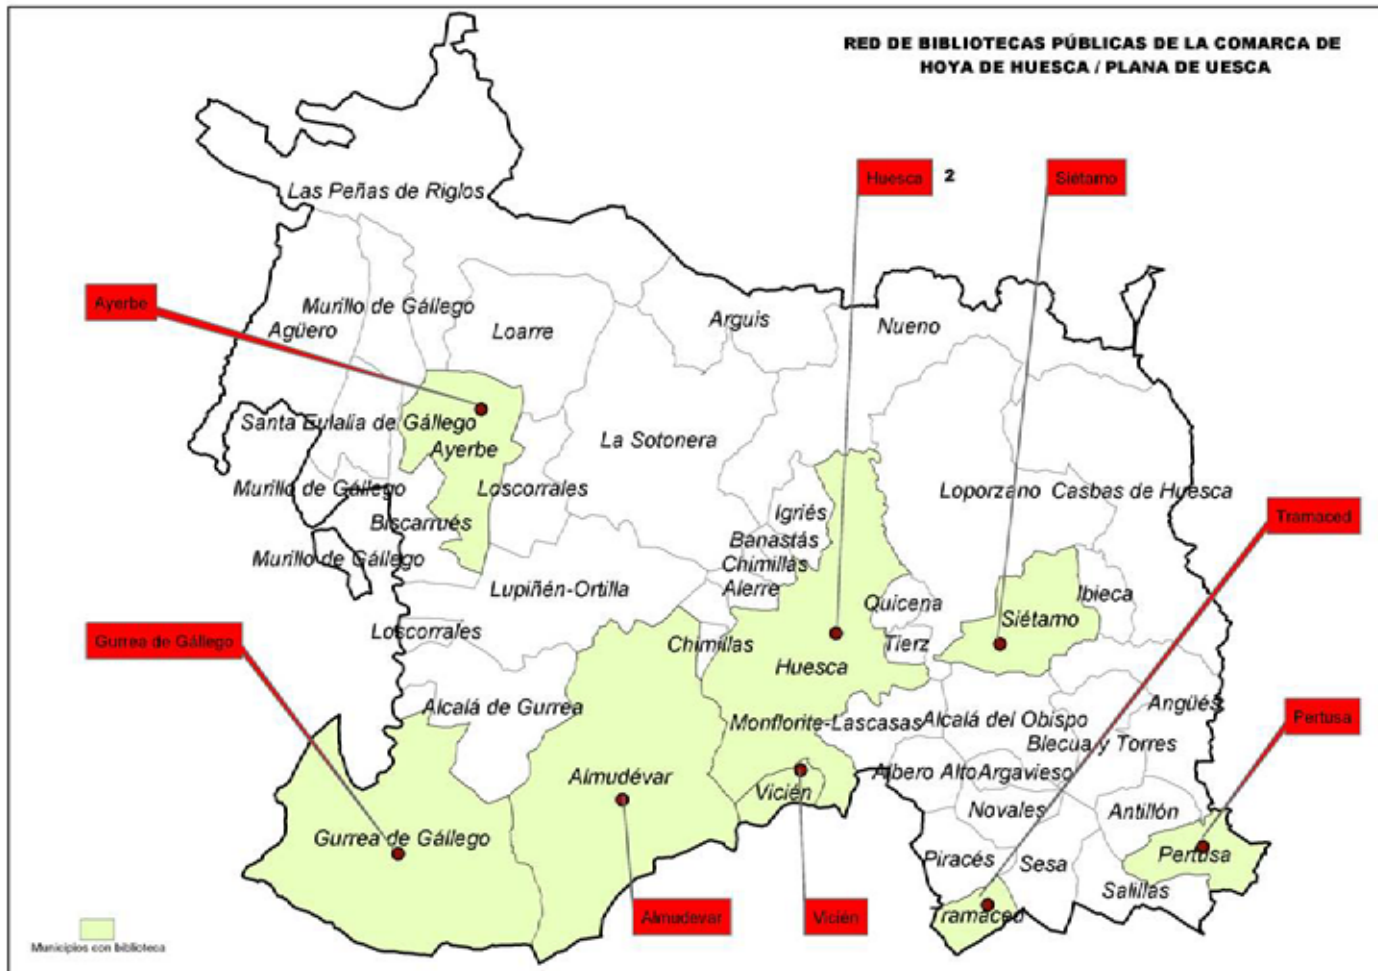 RED DE BIBLIOTECAS PÚBLICAS DE LA COMARCA DE
HOYA DE HUESCA / PLANA DE UESCA
Huesca 2
Siétamo
Las Peñas de Riglos
Ayerbe
Murillo de Gállego
Agüero
Loarre
Arguis
Nueno
Santa Eulalia de Gállego
Ayerbe
La Sotonera
Murillo de Gállego
Loscorrales
Loporzano
Casbas de Huesca
Igriés
Biscarrués
Tramaced
Banastás
Murillo de Gállego
Chimillas
Lupiñén-Ortilla
Alerre
Quicena
Ibieca
Siétamo
Loscorrales
Gurrea de Gállego
Chimillas
Tierz
Huesca
Alcalá de Gurrea
Angüés
Monflorite-Lascasas
Alcalá del Obispo
Pertusa
Blecua y Torres
Almudévar
Albero Alto
Argavieso
Vicién
Novales
Antillón
Gurrea de Gállego
Piracés
Sesa
Pertusa
Salillas
Almudevar
Vicién
Tramaced
Municipios con biblioteca